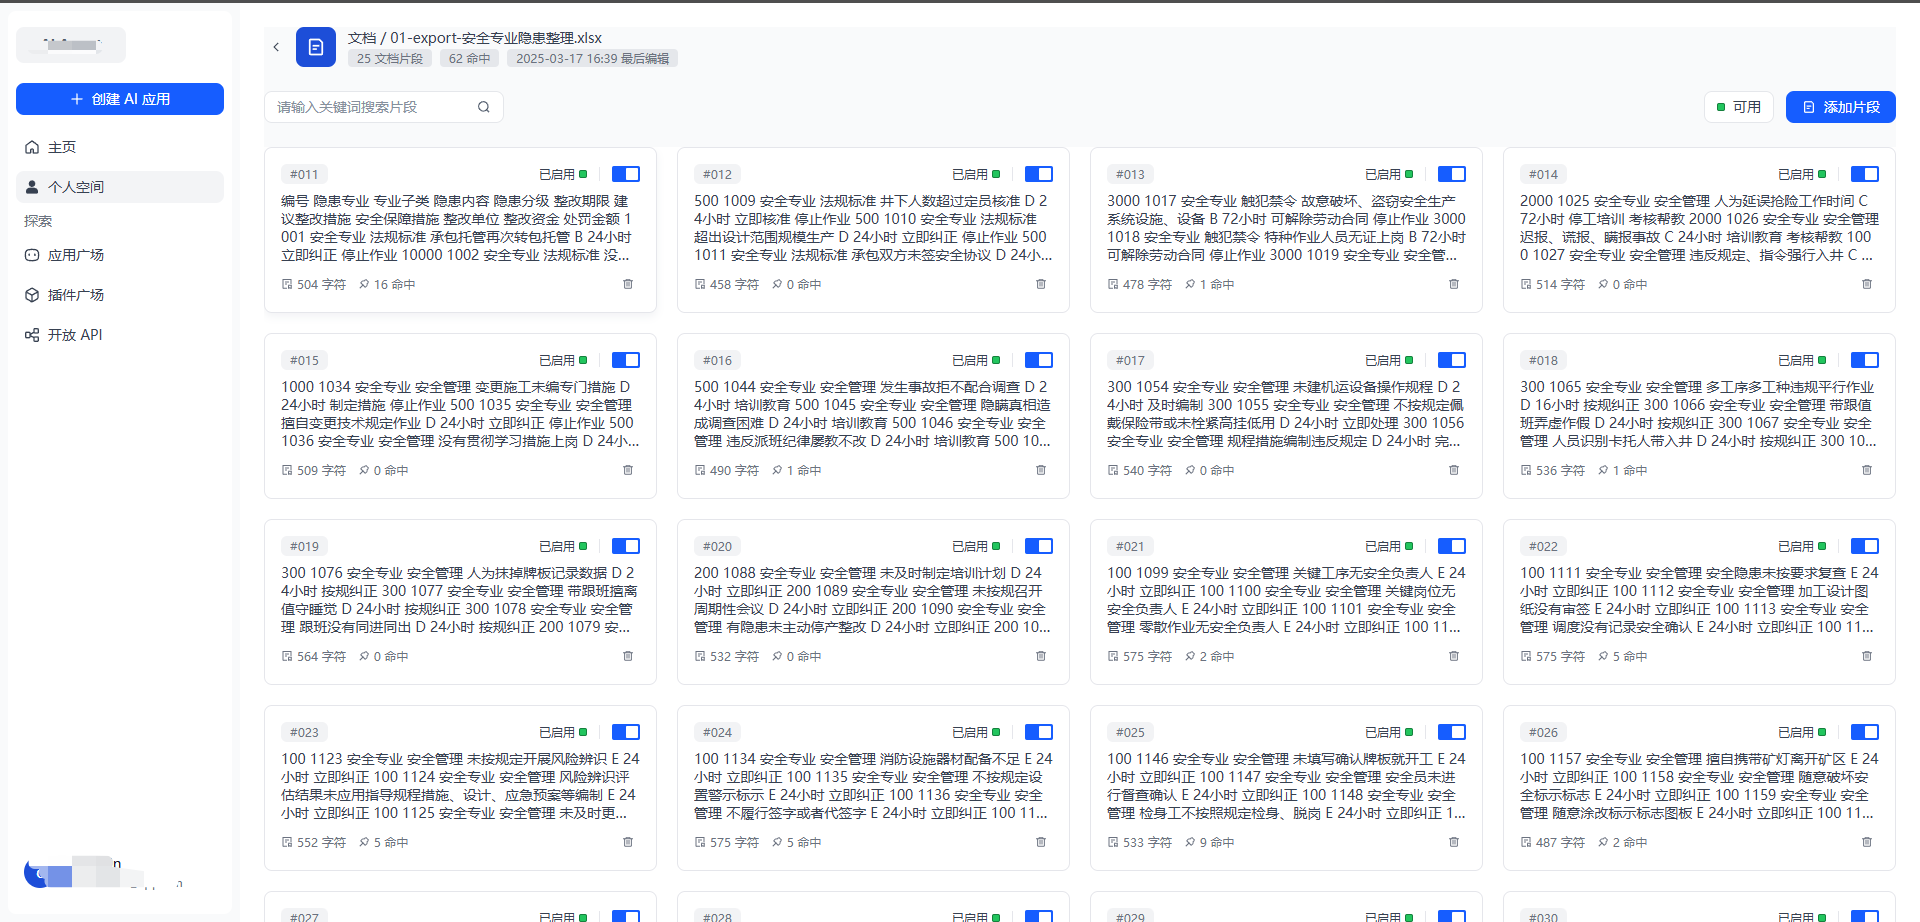 创建 AI 应用
主页
个人空间
探索
应用广场
插件广场
开放 API
文档 / 01-export-安全专业隐患整理.xlsx
25 文档片段 62 命中 2025-03-17 16:39 最后编辑
请输入关键词搜索片段
可用
添加片段
#011 已启用
编号 隐患专业 专业子类 隐患内容 隐患分级 整改期限 建
议整改措施 安全保障措施 整改单位 整改资金 处罚金额 1
001 安全专业 法规标准 承包托管再次转包托管 B 24小时
立即纠正 停止作业 10000 1002 安全专业 法规标准 没...
504 字符 16 命中
#012 已启用
500 1009 安全专业 法规标准 井下人数超过定员核准 D 2
4小时 立即核准 停止作业 500 1010 安全专业 法规标准
超出设计范围规模生产 D 24小时 立即纠正 停止作业 500
1011 安全专业 法规标准 承包双方未签安全协议 D 24小...
458 字符 0 命中
#013 已启用
3000 1017 安全专业 触犯禁令 故意破坏、盗窃安全生产
系统设施、设备 B 72小时 可解除劳动合同 停止作业 3000
1018 安全专业 触犯禁令 特种作业人员无证上岗 B 72小时
可解除劳动合同 停止作业 3000 1019 安全专业 安全管...
478 字符 1 命中
#014 已启用
2000 1025 安全专业 安全管理 人为延误抢险工作时间 C
72小时 停工培训 考核帮教 2000 1026 安全专业 安全管理
迟报、谎报、瞒报事故 C 24小时 培训教育 考核帮教 100
0 1027 安全专业 安全管理 违反规定、指令强行入井 C ...
514 字符 0 命中
#015 已启用
1000 1034 安全专业 安全管理 变更施工未编专门措施 D
24小时 制定措施 停止作业 500 1035 安全专业 安全管理
擅自变更技术规定作业 D 24小时 立即纠正 停止作业 500
1036 安全专业 安全管理 没有贯彻学习措施上岗 D 24小...
509 字符 0 命中
#016 已启用
500 1044 安全专业 安全管理 发生事故拒不配合调查 D 2
4小时 培训教育 500 1045 安全专业 安全管理 隐瞒真相造
成调查困难 D 24小时 培训教育 500 1046 安全专业 安全
管理 违反派班纪律屡教不改 D 24小时 培训教育 500 10...
490 字符 1 命中
#017 已启用
300 1054 安全专业 安全管理 未建机运设备操作规程 D 2
4小时 及时编制 300 1055 安全专业 安全管理 不按规定佩
戴保险带或未栓紧高挂低用 D 24小时 立即处理 300 1056
安全专业 安全管理 规程措施编制违反规定 D 24小时 完...
540 字符 0 命中
#018 已启用
300 1065 安全专业 安全管理 多工序多工种违规平行作业
D 16小时 按规纠正 300 1066 安全专业 安全管理 带跟值
班弄虚作假 D 24小时 按规纠正 300 1067 安全专业 安全
管理 人员识别卡托人带入井 D 24小时 按规纠正 300 10...
536 字符 1 命中
#019 已启用
300 1076 安全专业 安全管理 人为抹掉牌板记录数据 D 2
4小时 按规纠正 300 1077 安全专业 安全管理 带跟班擅离
值守睡觉 D 24小时 按规纠正 300 1078 安全专业 安全管
理 跟班没有同进同出 D 24小时 按规纠正 200 1079 安...
564 字符 0 命中
#020 已启用
200 1088 安全专业 安全管理 未及时制定培训计划 D 24
小时 立即纠正 200 1089 安全专业 安全管理 未按规召开
周期性会议 D 24小时 立即纠正 200 1090 安全专业 安全
管理 有隐患未主动停产整改 D 24小时 立即纠正 200 10...
532 字符 0 命中
#021 已启用
100 1099 安全专业 安全管理 关键工序无安全负责人 E 24
小时 立即纠正 100 1100 安全专业 安全管理 关键岗位无
安全负责人 E 24小时 立即纠正 100 1101 安全专业 安全
管理 零散作业无安全负责人 E 24小时 立即纠正 100 11...
575 字符 2 命中
#022 已启用
100 1111 安全专业 安全管理 安全隐患未按要求复查 E 24
小时 立即纠正 100 1112 安全专业 安全管理 加工设计图
纸没有审签 E 24小时 立即纠正 100 1113 安全专业 安全
管理 调度没有记录安全确认 E 24小时 立即纠正 100 11...
575 字符 5 命中
#023 已启用
100 1123 安全专业 安全管理 未按规定开展风险辨识 E 24
小时 立即纠正 100 1124 安全专业 安全管理 风险辨识评
估结果未应用指导规程措施、设计、应急预案等编制 E 24
小时 立即纠正 100 1125 安全专业 安全管理 未及时更...
552 字符 5 命中
#024 已启用
100 1134 安全专业 安全管理 消防设施器材配备不足 E 24
小时 立即纠正 100 1135 安全专业 安全管理 不按规定设
置警示标示 E 24小时 立即纠正 100 1136 安全专业 安全
管理 不履行签字或者代签字 E 24小时 立即纠正 100 11...
575 字符 5 命中
#025 已启用
100 1146 安全专业 安全管理 未填写确认牌板就开工 E 24
小时 立即纠正 100 1147 安全专业 安全管理 安全员未进
行督查确认 E 24小时 立即纠正 100 1148 安全专业 安全
管理 检身工不按照规定检身、脱岗 E 24小时 立即纠正 1...
533 字符 9 命中
#026 已启用
100 1157 安全专业 安全管理 擅自携带矿灯离开矿区 E 24
小时 立即纠正 100 1158 安全专业 安全管理 随意破坏安
全标示标志 E 24小时 立即纠正 100 1159 安全专业 安全
管理 随意涂改标示标志图板 E 24小时 立即纠正 100 11...
487 字符 2 命中
#027 已启用
#028 已启用
#029 已启用
#030 已启用